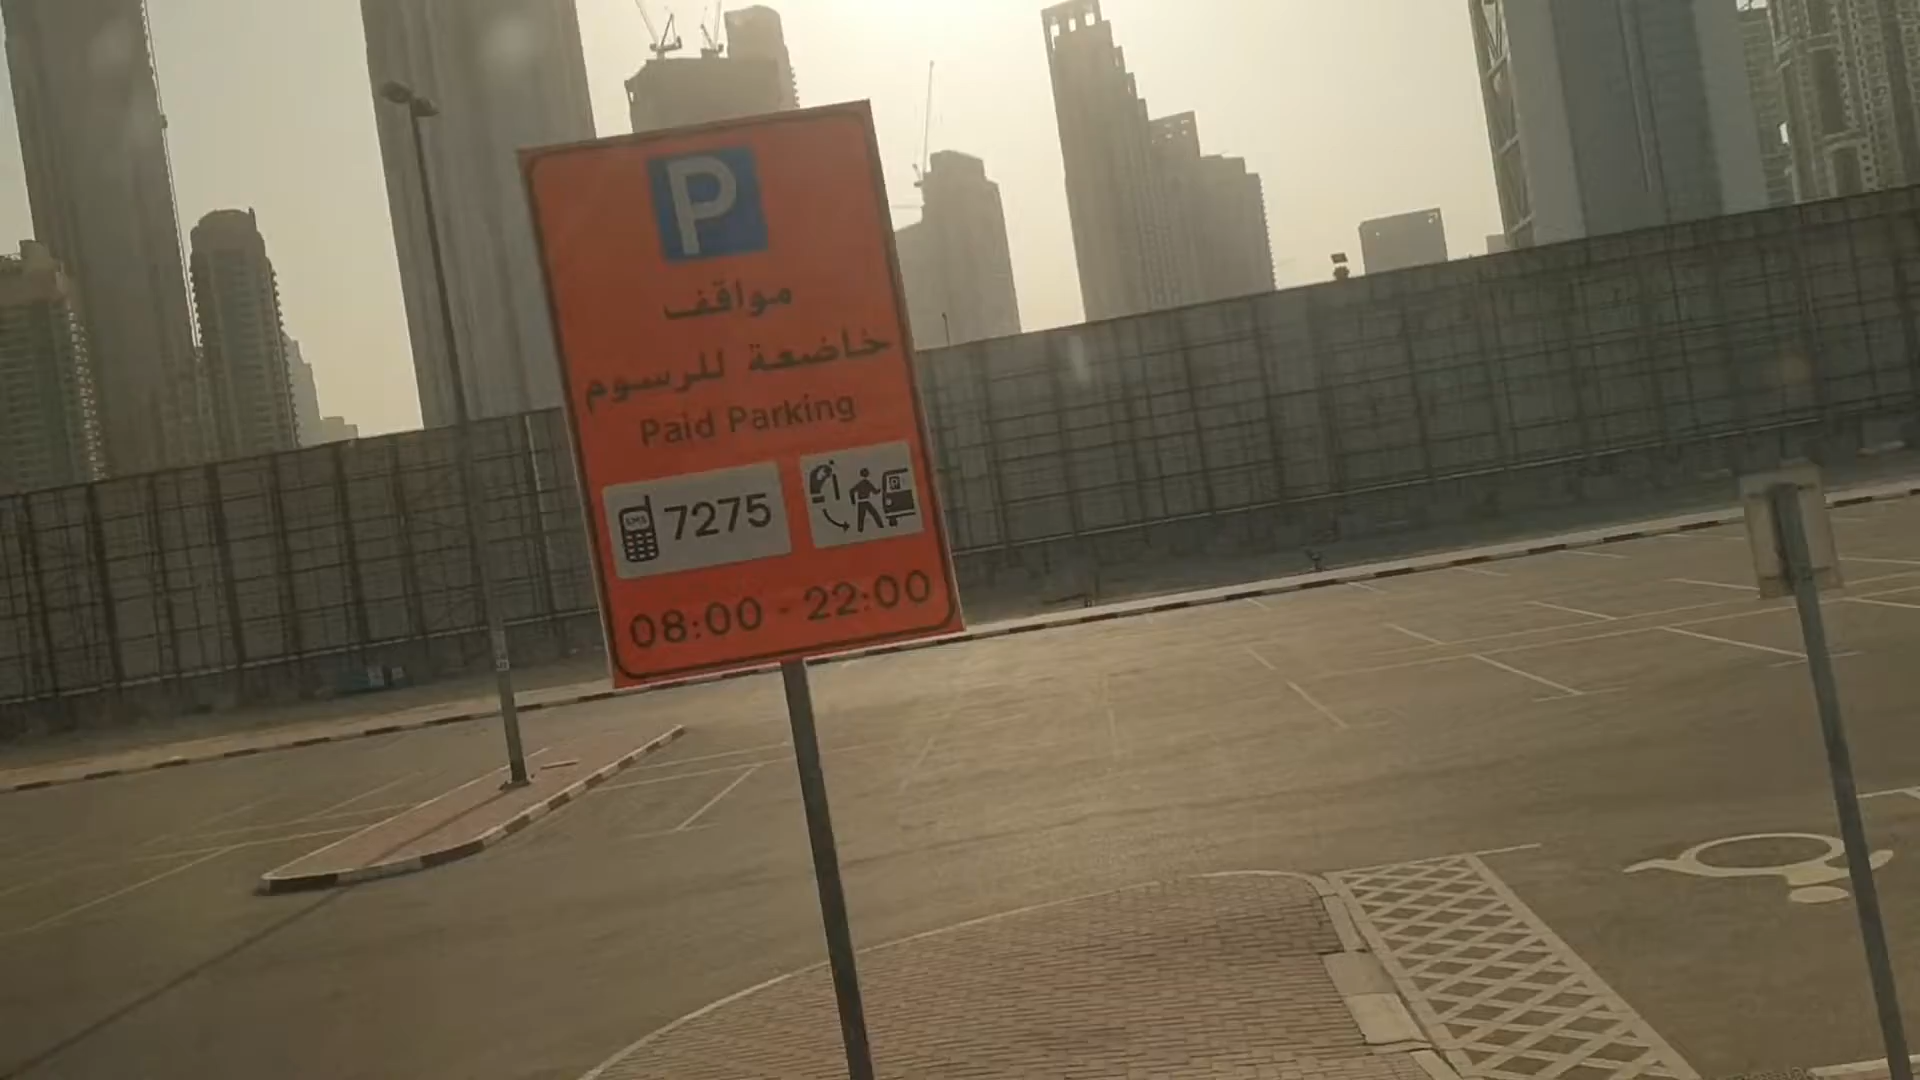 P
مواقف
خاضعة للرسوم
Paid Parking
SMS 7275
P
08:00 - 22:00